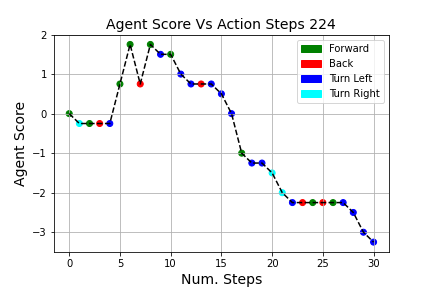 Agent Score Vs Action Steps 224
Agent Score
2
1
0
−1
−2
−3
Forward
Back
Turn Left
Turn Right
0 5 10 15 20 25 30
Num. Steps